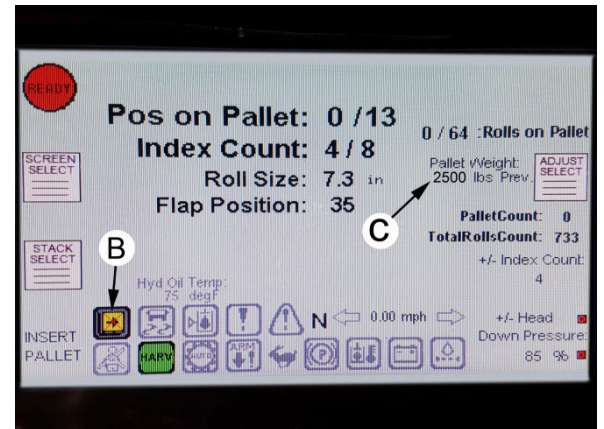 READY
Pos on Pallet: 0 /13
0 / 64 :Rolls on Pallet
Index Count: 4 / 8
SCREEN
SELECT
Pallet Weight:
2500 lbs Prev.
ADJUST
SELECT
Roll Size: 7.3 in
Flap Position: 35
C
PalletCount: 0
TotalRollsCount: 733
STACK
SELECT
B
+/- Index Count:
4
Hyd Oil Temp:
75 degF
N 0.00 mph
+/- Head
Down Pressure:
85 %
INSERT
PALLET
HARV
AUTO
ARM
P